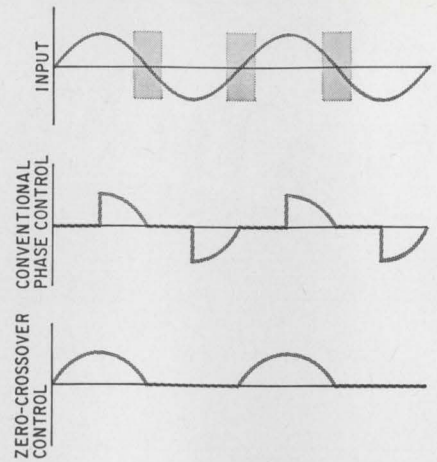 INPUT
CONVENTIONAL
PHASE CONTROL
ZERO-CROSSOVER
CONTROL